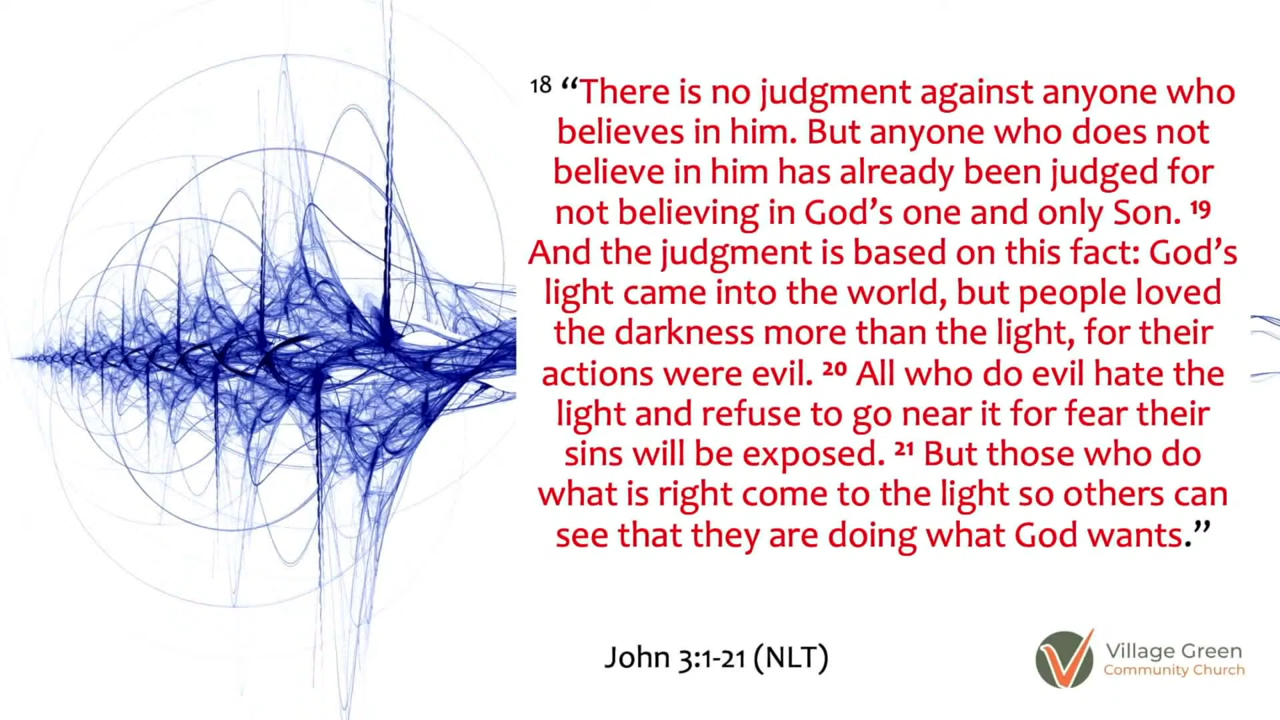 18 “There is no judgment against anyone who
believes in him. But anyone who does not
believe in him has already been judged for
not believing in God’s one and only Son. 19
And the judgment is based on this fact: God’s
light came into the world, but people loved
the darkness more than the light, for their
actions were evil. 20 All who do evil hate the
light and refuse to go near it for fear their
sins will be exposed. 21 But those who do
what is right come to the light so others can
see that they are doing what God wants.”
John 3:1-21 (NLT)
Village Green
Community Church